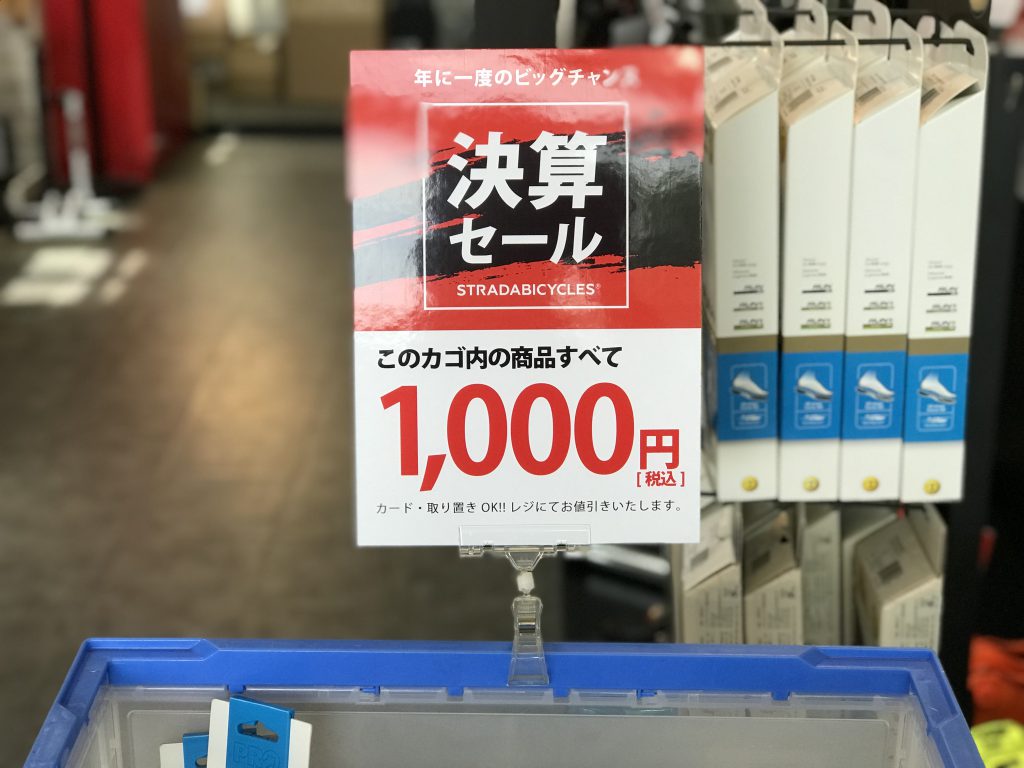 年に一度のビッグチャンス
決算
セール
STRADABICYCLES®
このカゴ内の商品すべて
1,000円
[ 税込 ]
カード・取り置き OK!! レジにてお値引きいたします。
PRO